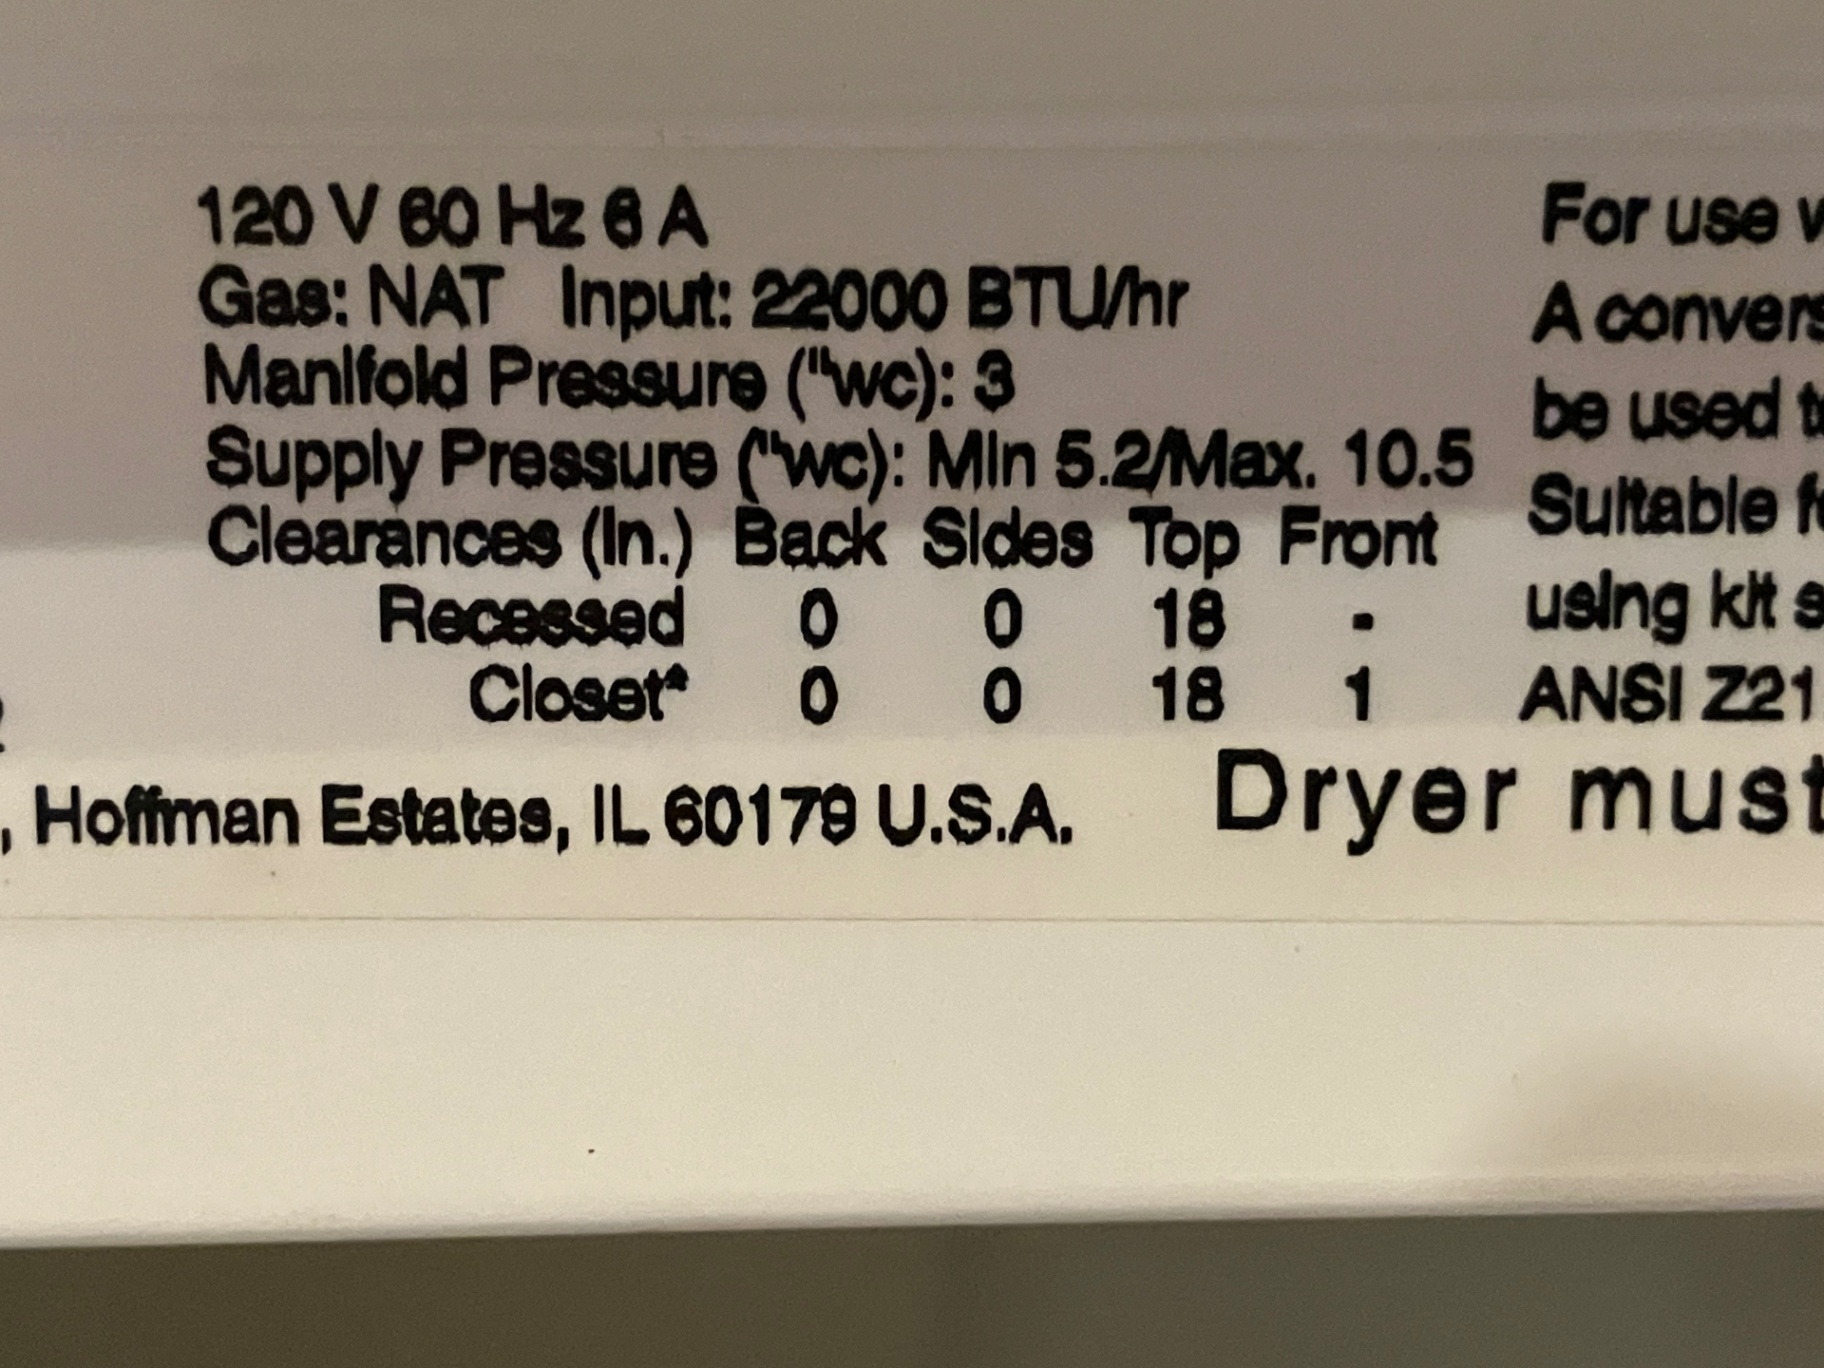 120 V 60 Hz 6 A
Gas: NAT Input: 22000 BTU/hr
Manifold Pressure ("wc): 3
Supply Pressure ("wc): Min 5.2/Max. 10.5
Clearances (In.) Back Sides Top Front
Recessed 0 0 18 -
Closet* 0 0 18 1
, Hoffman Estates, IL 60179 U.S.A.
For use
A convers
be used
Suitable
using kit
ANSI Z21
Dryer must